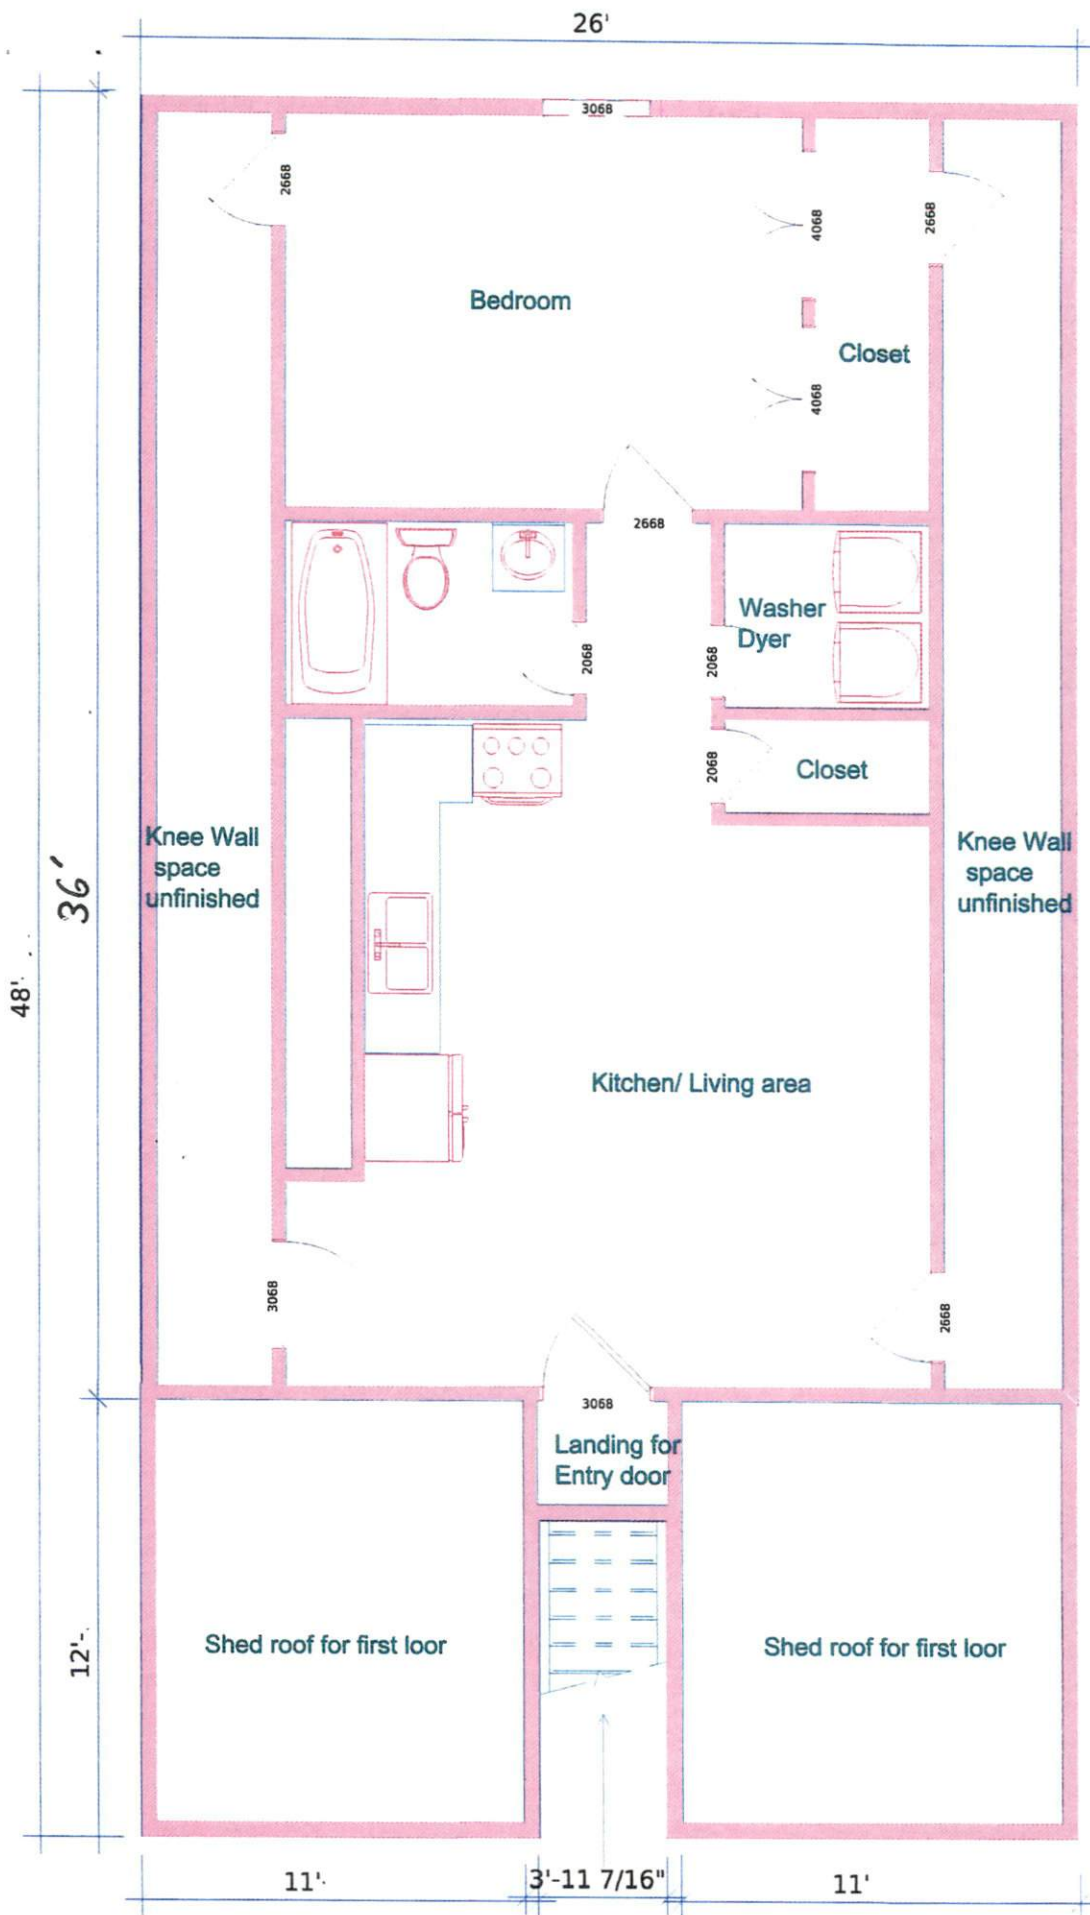 26'
3068
2668
4068
2668
Bedroom
Closet
4068
2668
Washer
Dyer
2068
2068
2068
Closet
Knee Wall
space
unfinished
Knee Wall
space
unfinished
36'
48'
Kitchen/ Living area
3068
2668
3068
Landing for
Entry door
12'
Shed roof for first loor
Shed roof for first loor
11'
3'-11 7/16"
11'